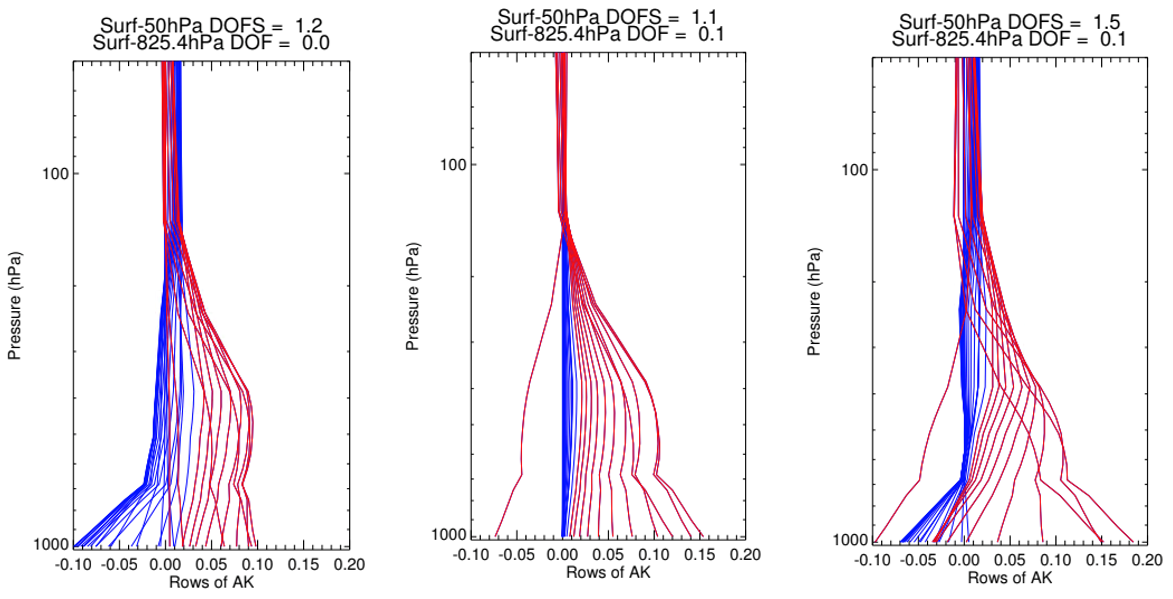 Surf-50hPa DOFS = 1.2
Surf-825.4hPa DOF = 0.0
100
1000
Pressure (hPa)
-0.10 -0.05 0.00 0.05 0.10 0.15 0.20
Rows of AK
Surf-50hPa DOFS = 1.1
Surf-825.4hPa DOF = 0.1
100
1000
Pressure (hPa)
-0.10 -0.05 0.00 0.05 0.10 0.15 0.20
Rows of AK
Surf-50hPa DOFS = 1.5
Surf-825.4hPa DOF = 0.1
100
1000
Pressure (hPa)
-0.10 -0.05 0.00 0.05 0.10 0.15 0.20
Rows of AK